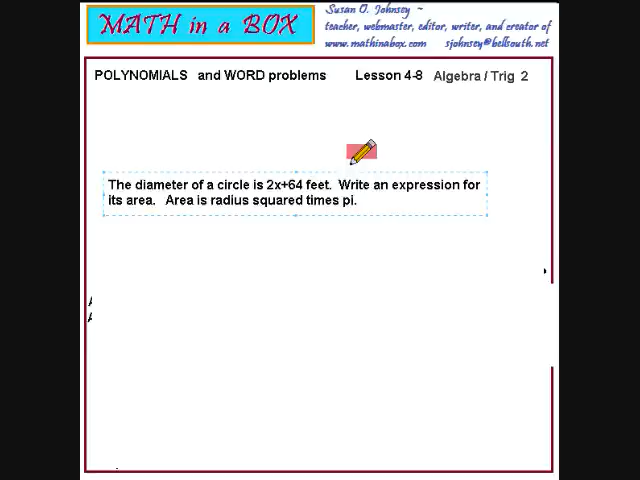 MATH in a BOX
Susan O. Johnsey ~
teacher, webmaster, editor, writer, and creator of
www.mathinabox.com sjohnsey@bellsouth.net
POLYNOMIALS and WORD problems Lesson 4-8 Algebra / Trig 2
The diameter of a circle is 2x+64 feet. Write an expression for
its area. Area is radius squared times pi.